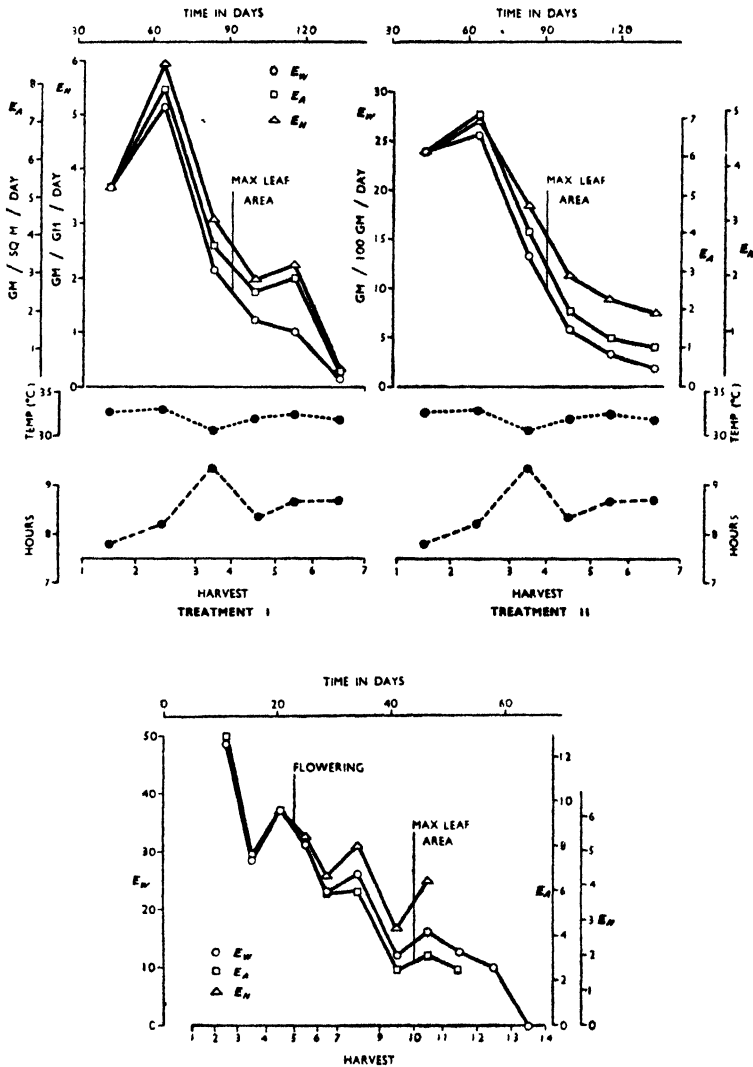 TIME IN DAYS TIME IN DAYS
30 60 90 120 30 60 90 120
E_A E_N E_W
8 7 6 5 4 3 2 1
6 5 4 3 2 1 0
GM / SQ M / DAY
GM / GM / DAY
E_W
E_A
E_N
MAX LEAF
AREA
30 25 20 15 10 5 0
GM / 100 GM / DAY
MAX LEAF
AREA
7 6 5 4 3 2 1 0
E_A
5 4 2 1 0
TEMP (°C) 35 30 35 30 TEMP (°C)
HOURS 9 8 7 9 8 7 HOURS
1 2 3 4 5 6 7 1 2 3 4 5 6 7
HARVEST HARVEST
TREATMENT I TREATMENT II
TIME IN DAYS
0 20 40 60
50 40 30 20 10
E_W
FLOWERING
MAX LEAF
AREA
12 10 8 6 4 2 0
E_A
6 5 4 3 2 1 0
E_N
E_W
E_A
E_N
1 2 3 4 5 6 7 9 10 11 12 13 14
HARVEST